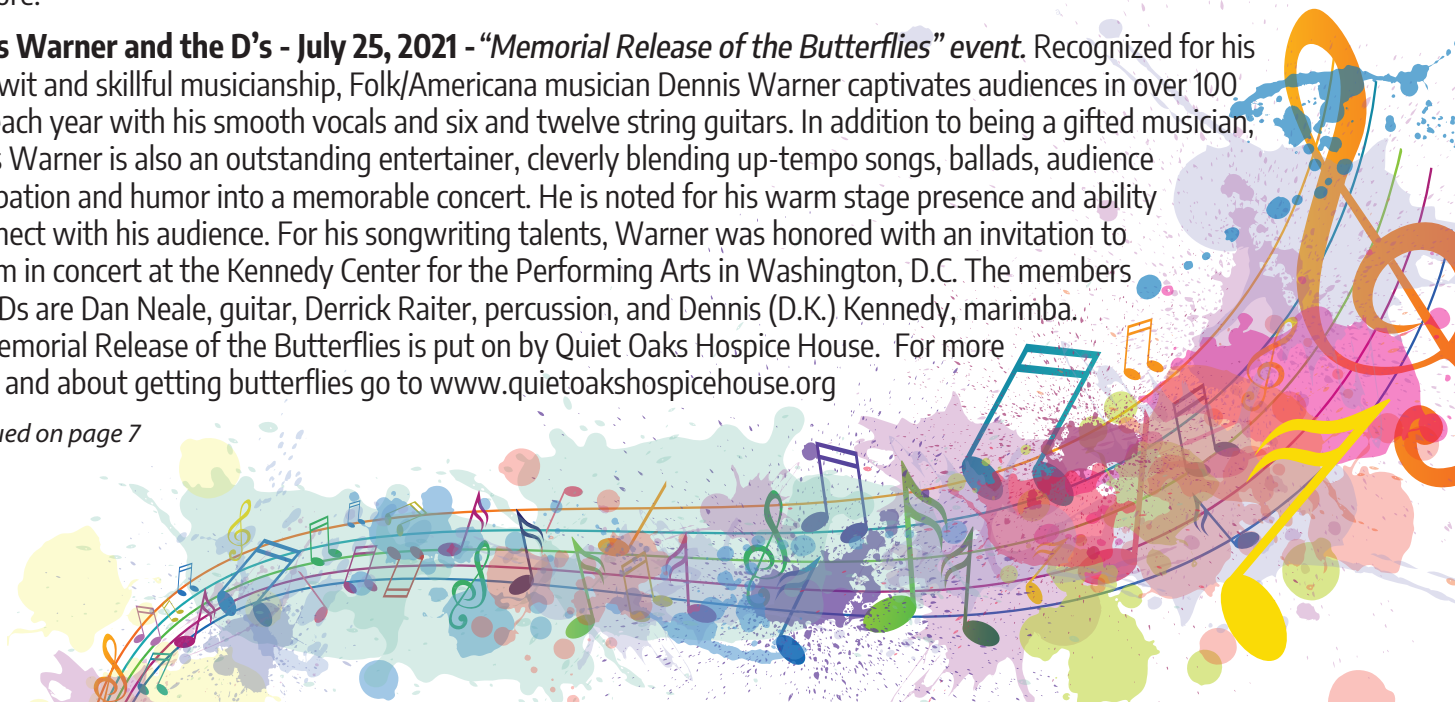 ore.
s Warner and the D’s - July 25, 2021 - “Memorial Release of the Butterflies” event. Recognized for his
wit and skillful musicianship, Folk/Americana musician Dennis Warner captivates audiences in over 100
each year with his smooth vocals and six and twelve string guitars. In addition to being a gifted musician,
s Warner is also an outstanding entertainer, cleverly blending up-tempo songs, ballads, audience
pation and humor into a memorable concert. He is noted for his warm stage presence and ability
nect with his audience. For his songwriting talents, Warner was honored with an invitation to
m in concert at the Kennedy Center for the Performing Arts in Washington, D.C. The members
Ds are Dan Neale, guitar, Derrick Raiter, percussion, and Dennis (D.K.) Kennedy, marimba.
emorial Release of the Butterflies is put on by Quiet Oaks Hospice House. For more
and about getting butterflies go to www.quietoakshospicehouse.org
ued on page 7